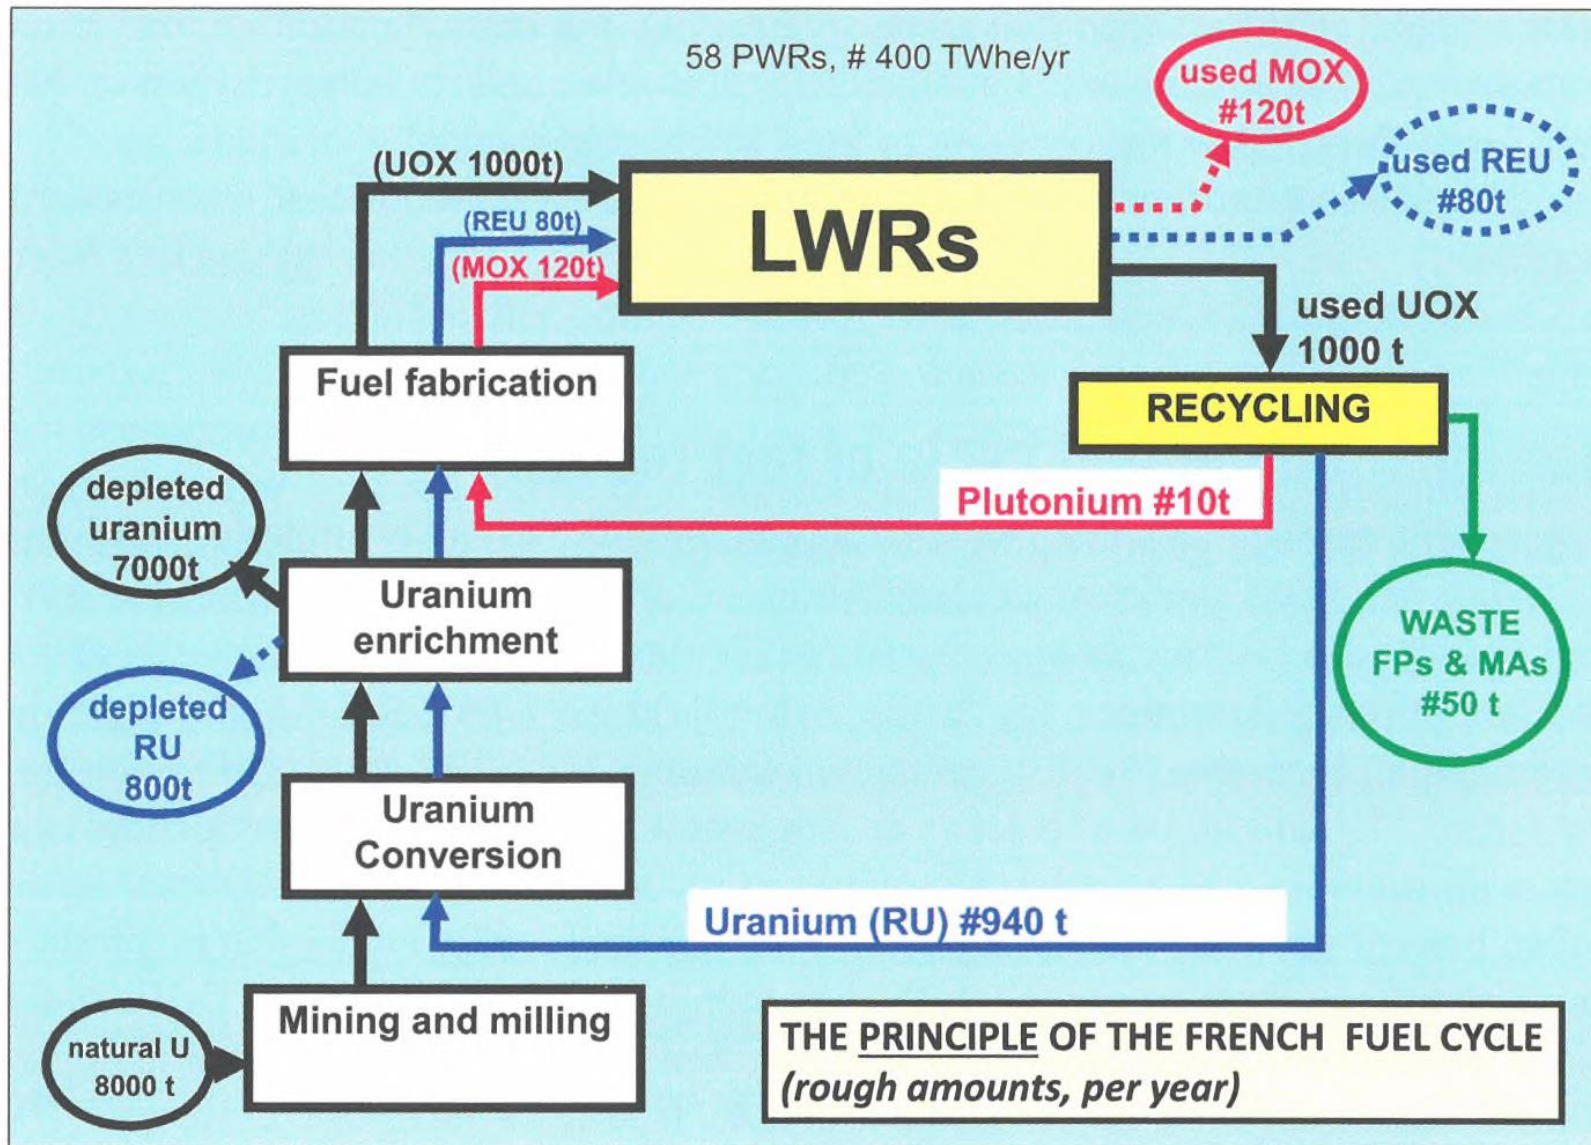 58 PWRs, # 400 TWhe/yr
used MOX
#120t
used REU
#80t
(UOX 1000t)
(REU 80t)
(MOX 120t)
LWRs
used UOX
1000 t
Fuel fabrication
RECYCLING
Plutonium #10t
depleted
uranium
7000t
Uranium
enrichment
WASTE
FPs & MAs
#50 t
depleted
RU
800t
Uranium
Conversion
Uranium (RU) #940 t
Mining and milling
natural U
8000 t
THE PRINCIPLE OF THE FRENCH FUEL CYCLE
(rough amounts, per year)